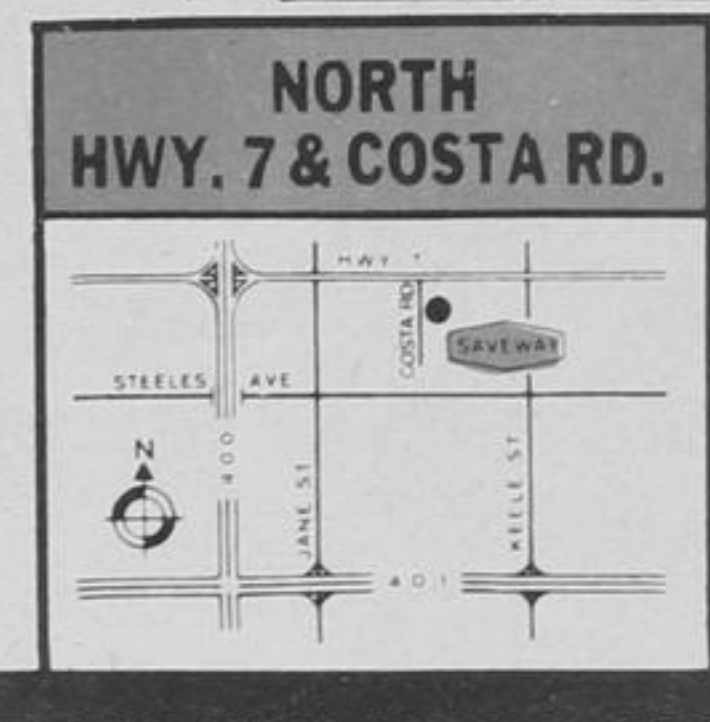 NORTH
HWY. 7 & COSTA RD.
HWY 7
COSTA RD
SAVEWAY
STEELES AVE
N
400
JANE ST
KEELE ST
401